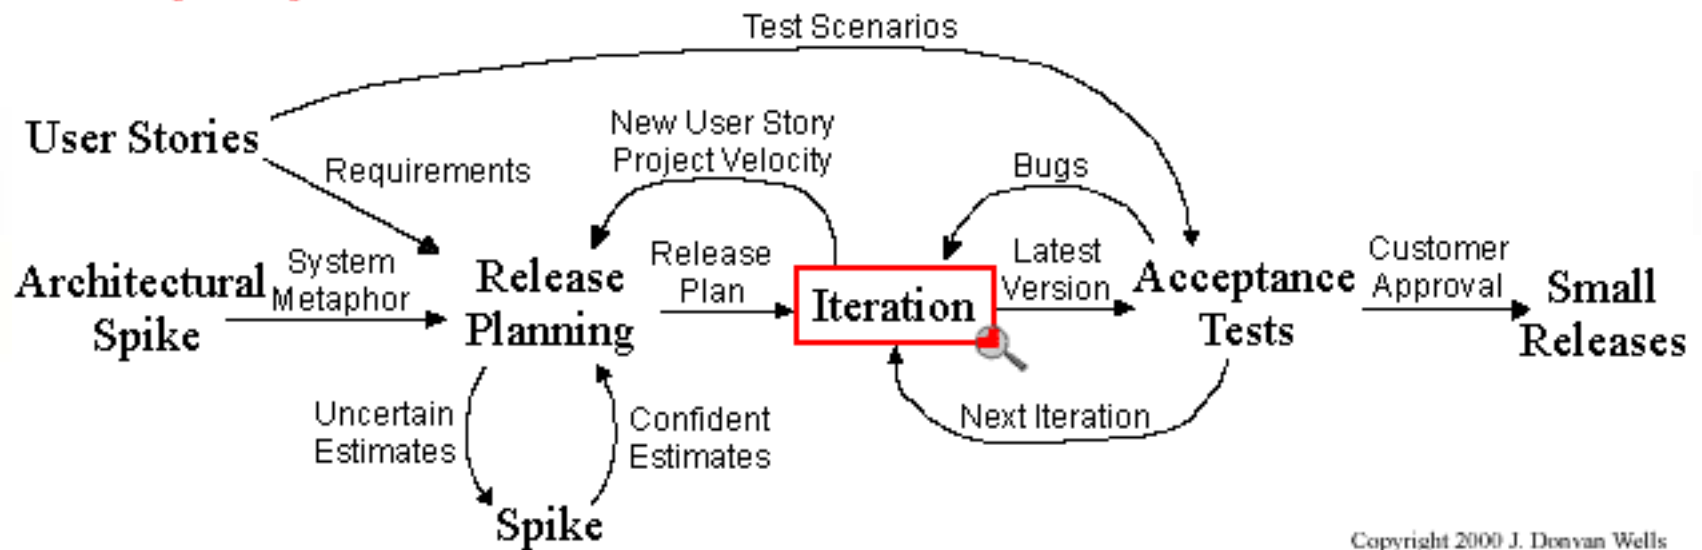 Test Scenarios
User Stories
Requirements
New User Story
Project Velocity
Bugs
Architectural
Spike
System
Metaphor
Release
Planning
Release
Plan
Iteration
Latest
Version
Acceptance
Tests
Customer
Approval
Small
Releases
Uncertain
Estimates
Confident
Estimates
Next Iteration
Spike
Copyright 2000 J. Donvan Wells